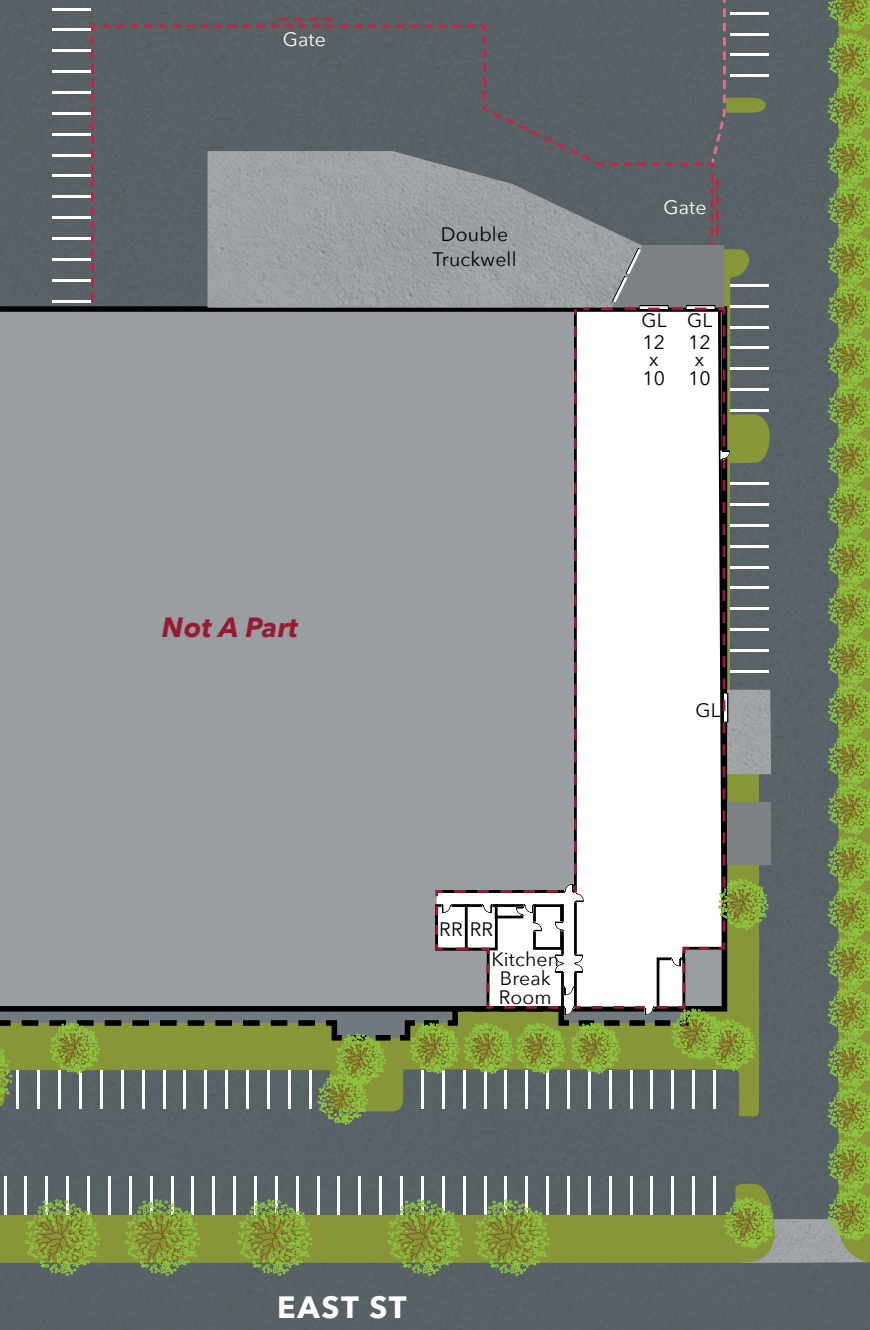 Gate
Gate
Double
Truckwell
GL
12
x
10
GL
12
x
10
Not A Part
GL
RR
RR
Kitchen
Break
Room
EAST ST